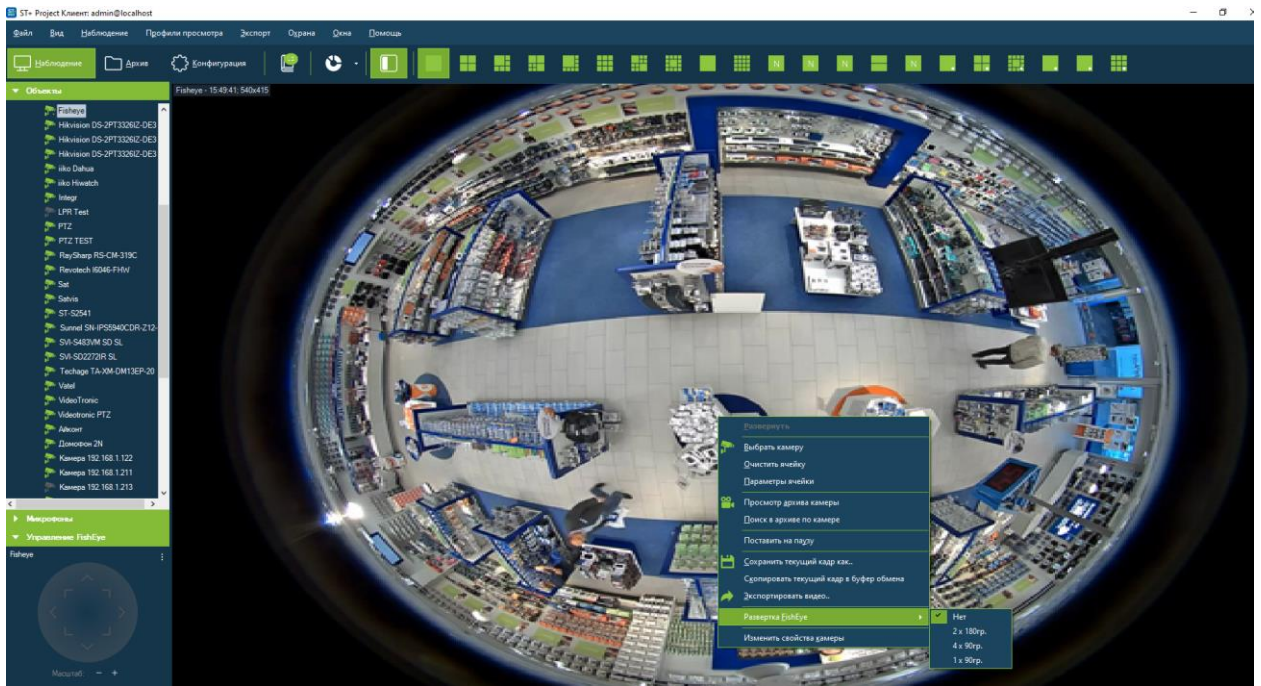 ST+ Project Клиент: admin@localhost
Файл Вид Наблюдение Профили просмотра Экспорт Охрана Окна Помощь
Наблюдение Архив Конфигурация N N N N
Объекты
Fisheye - 15:49:41; 540x415
Fisheye
Hikvision DS-2PT3326IZ-DE3
Hikvision DS-2PT3326IZ-DE3
Hikvision DS-2PT3326IZ-DE3
iiko Dahua
iiko Hiwatch
Integr
LPR Test
PTZ
PTZ TEST
RaySharp RS-CM-319C
Revotech I6046-FHW
Sat
Satvis
ST-S2541
Sunnel SN-IPS5940CDR-Z12-
SVI-S483VM SD SL
SVI-SD2272IR SL
Techage TA-XM-DM13EP-20
Vatel
VideoTronic
Videotronic PTZ
Айконт
Домофон 2N
Камера 192.168.1.122
Камера 192.168.1.211
Камера 192.168.1.213
Микрофоны
Управление FishEye
Fisheye
Масштаб - +
Развернуть
Выбрать камеру
Очистить ячейку
Параметры ячейки
Просмотр архива камеры
Поиск в архиве по камере
Поставить на паузу
Сохранить текущий кадр как..
Скопировать текущий кадр в буфер обмена
Экспортировать видео..
Развертка FishEye
Изменить свойства камеры
Нет
2 x 180гр.
4 x 90гр.
1 x 90гр.